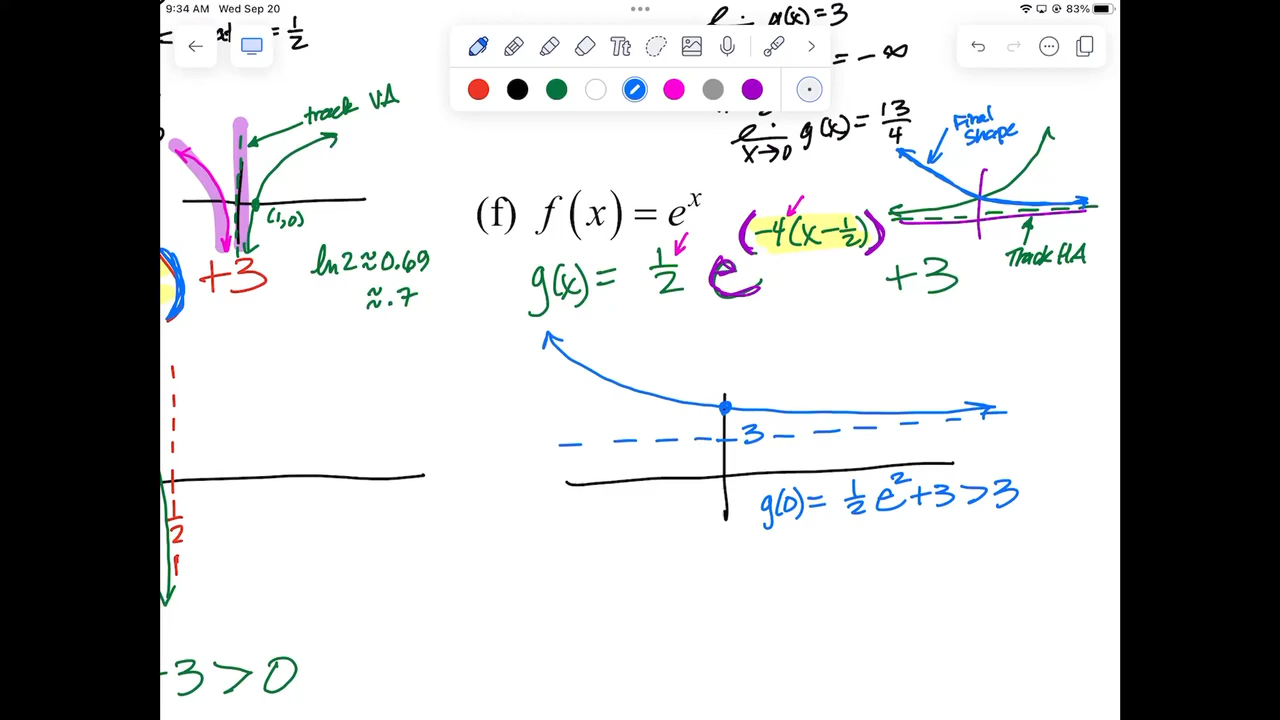 9:34 AM Wed Sep 20
83%
= 1/2
g(x) = 3
= -∞
g(x) = 13/4
x→0
Tt
track VA
(1,0)
+3
ln2 ≈ 0.69
≈ .7
Final
Shape
Track HA
(f) f(x) = e^x
g(x) = 1/2 e^(-4(x-1/2)) +3
3
g(0) = 1/2 e^2 + 3 > 3
1/2
-3 > 0